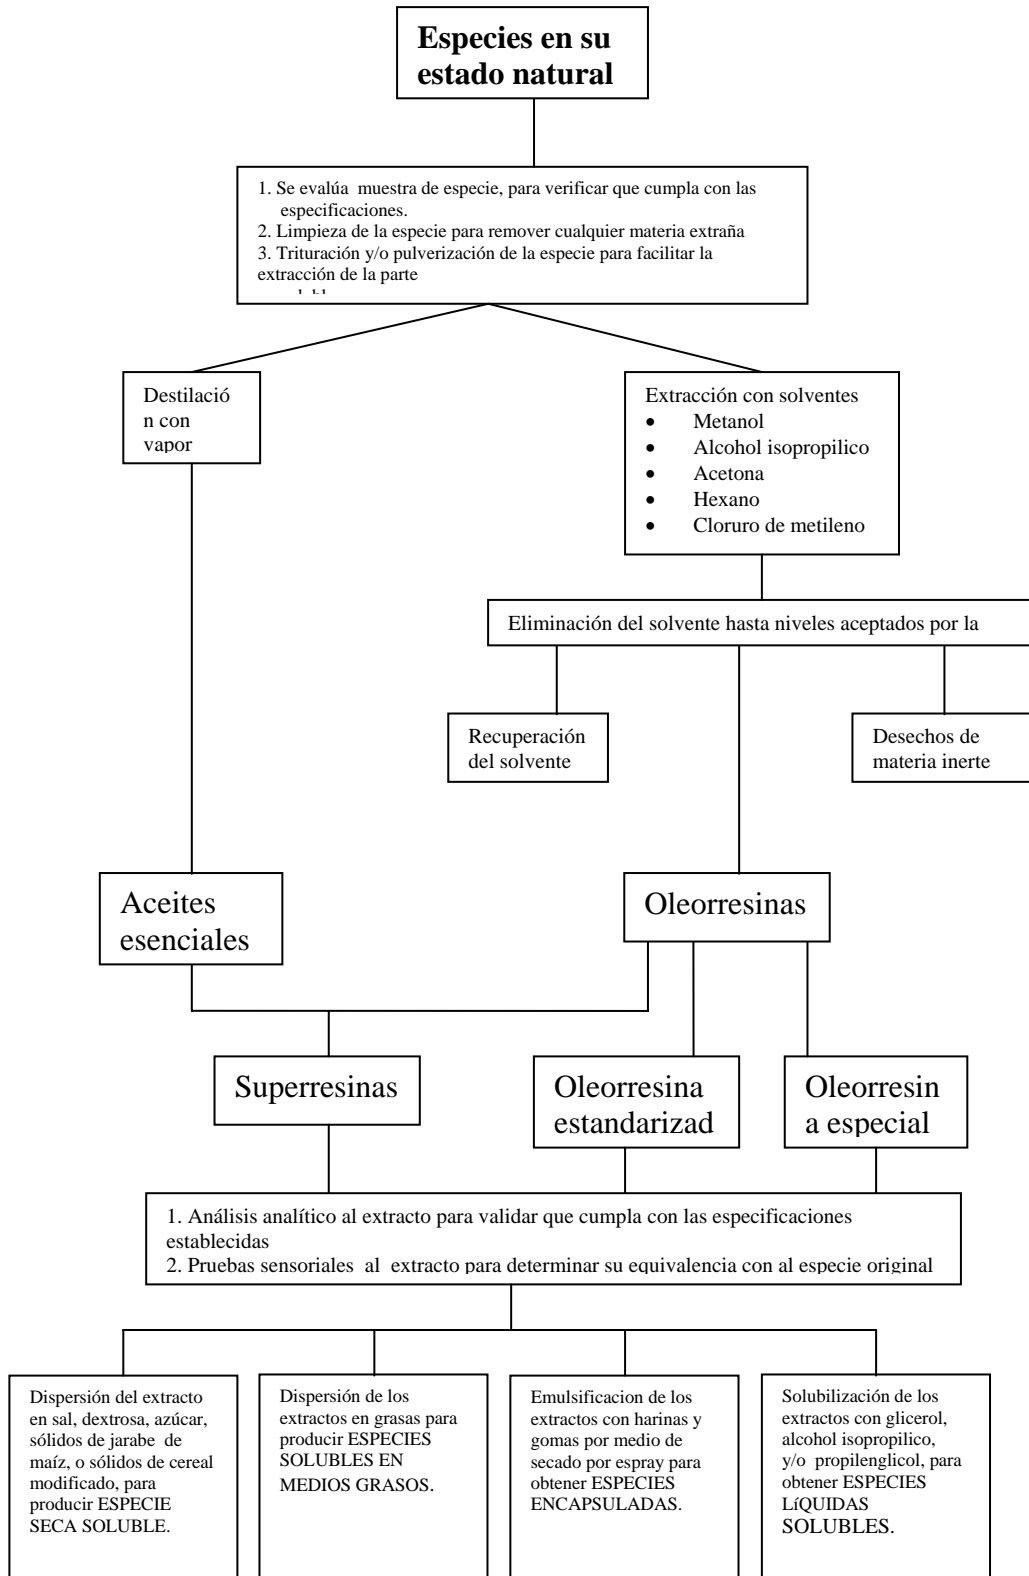 Especies en su
estado natural
1. Se evalúa muestra de especie, para verificar que cumpla con las
especificaciones.
2. Limpieza de la especie para remover cualquier materia extraña
3. Trituración y/o pulverización de la especie para facilitar la
extracción de la parte
Destilació
n con
vapor
Extracción con solventes
• Metanol
• Alcohol isopropilico
• Acetona
• Hexano
• Cloruro de metileno
Eliminación del solvente hasta niveles aceptados por la
Recuperación
del solvente
Desechos de
materia inerte
Aceites
esenciales
Oleorresinas
Superresinas
Oleorresina
estandarizad
Oleorresin
a especial
1. Análisis analítico al extracto para validar que cumpla con las especificaciones
establecidas
2. Pruebas sensoriales al extracto para determinar su equivalencia con al especie original
Dispersión del extracto
en sal, dextrosa, azúcar,
sólidos de jarabe de
maíz, o sólidos de cereal
modificado, para
producir ESPECIE
SECA SOLUBLE.
Dispersión de los
extractos en grasas para
producir ESPECIES
SOLUBLES EN
MEDIOS GRASOS.
Emulsificacion de los
extractos con harinas y
gomas por medio de
secado por espray para
obtener ESPECIES
ENCAPSULADAS.
Solubilización de los
extractos con glicerol,
alcohol isopropilico,
y/o propilenglicol, para
obtener ESPECIES
LíQUIDAS
SOLUBLES.